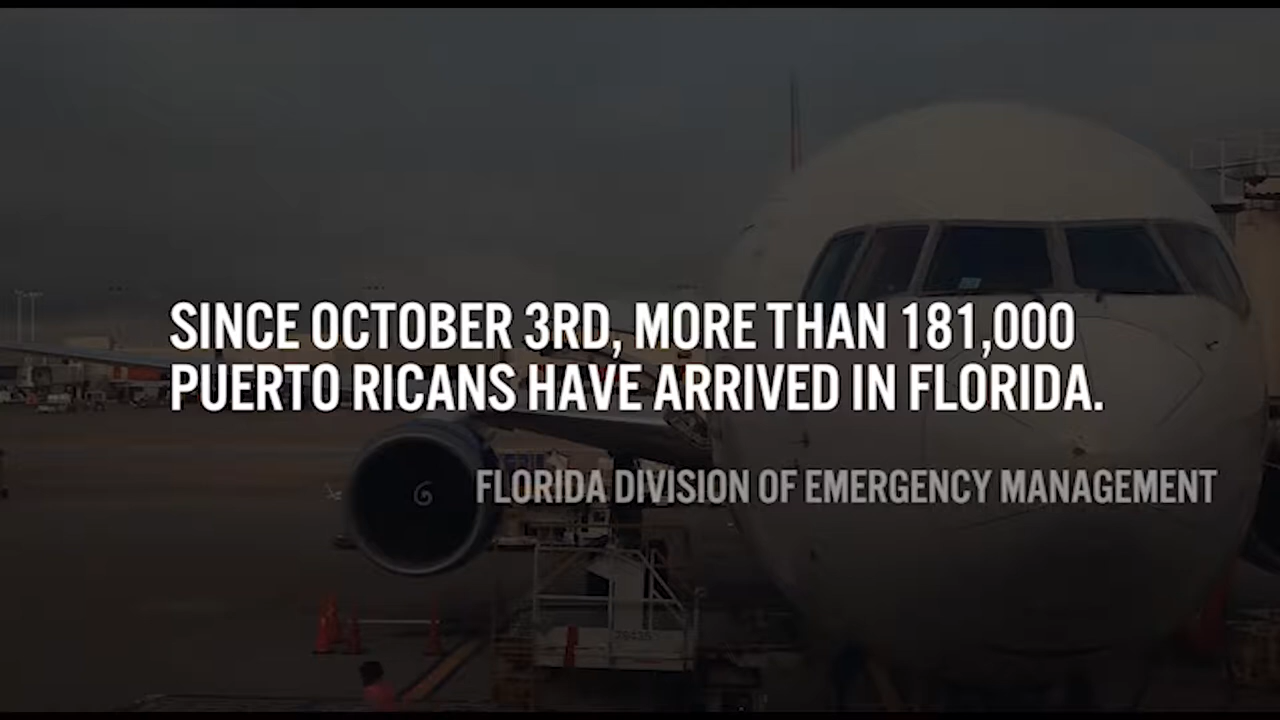 SINCE OCTOBER 3RD, MORE THAN 181,000
PUERTO RICANS HAVE ARRIVED IN FLORIDA.
FLORIDA DIVISION OF EMERGENCY MANAGEMENT